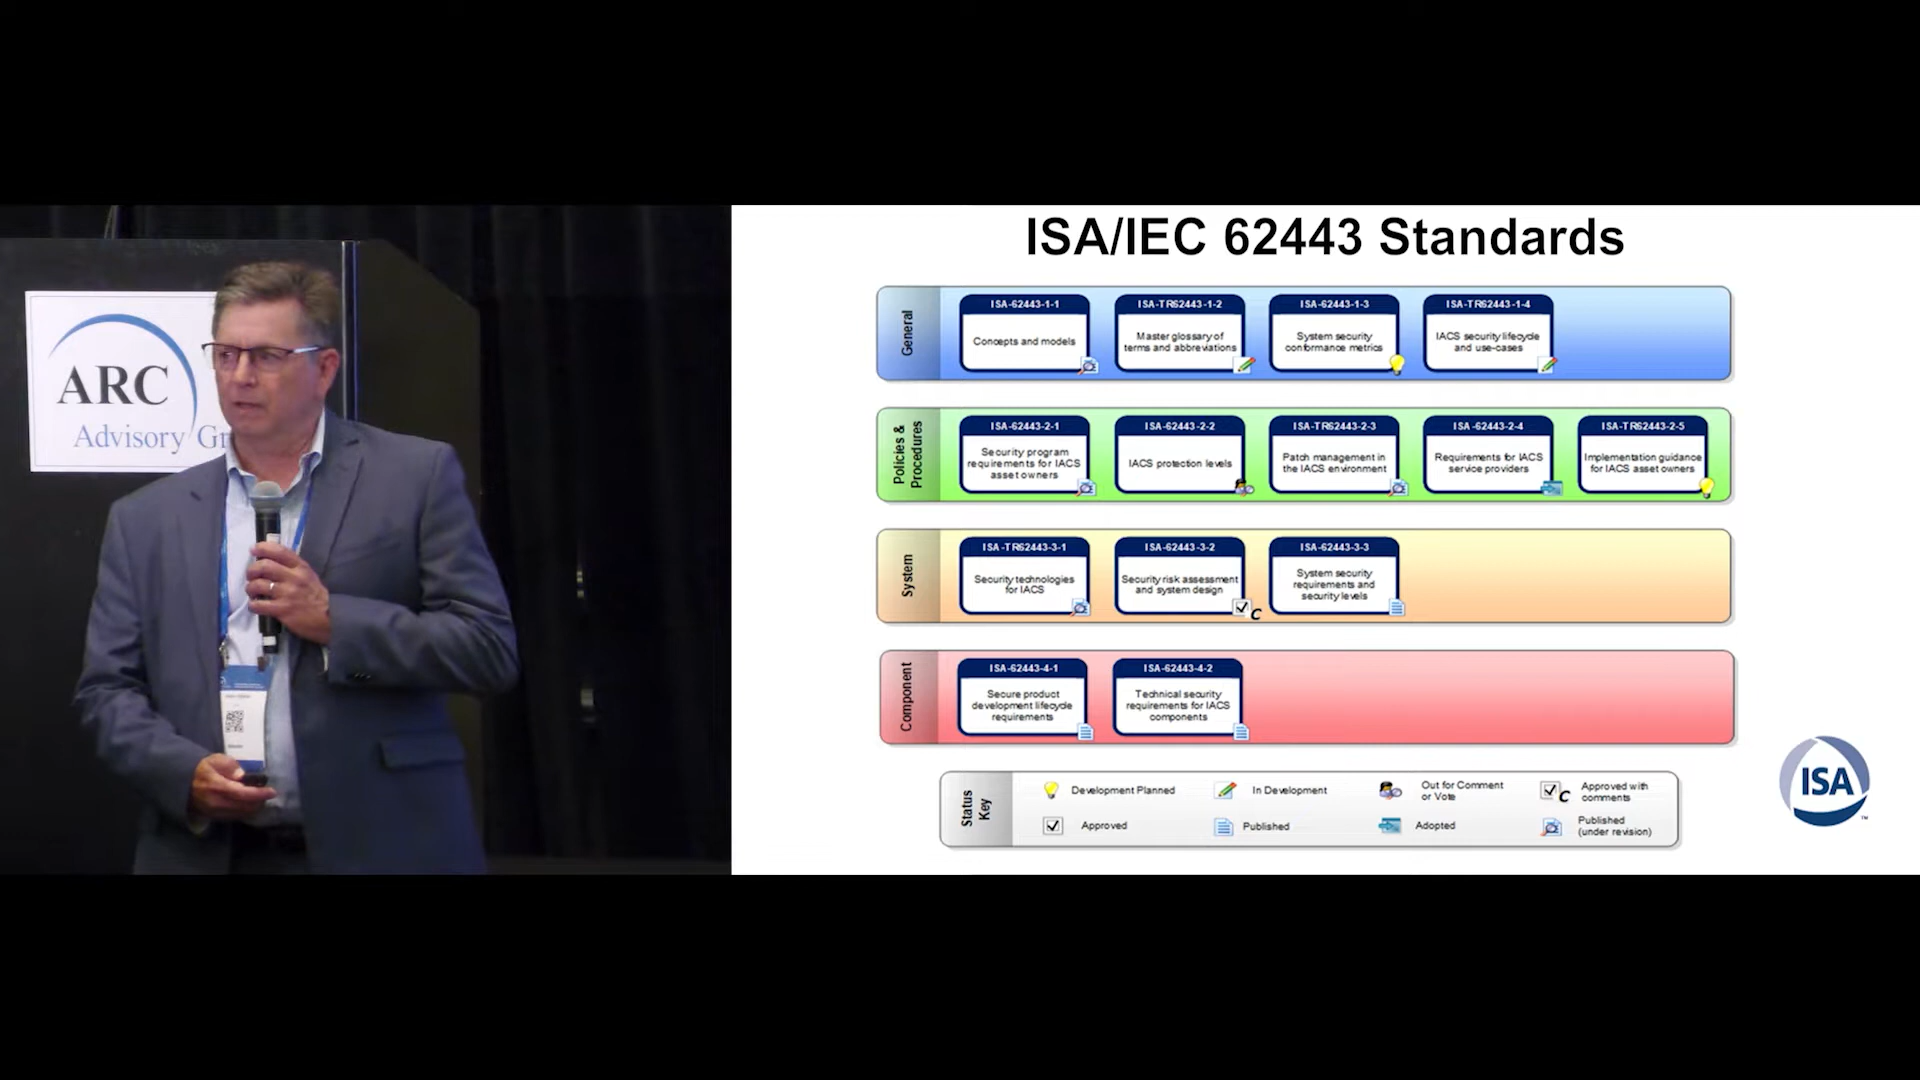 ARC
Advisory Gr
ISA/IEC 62443 Standards
General
ISA-62443-1-1
Concepts and models
ISA-TR62443-1-2
Master glossary of
terms and abbreviations
ISA-62443-1-3
System security
conformance metrics
ISA-TR62443-1-4
IACS security lifecycle
and use-cases
Policies &
Procedures
ISA-62443-2-1
Security program
requirements for IACS
asset owners
ISA-62443-2-2
IACS protection levels
ISA-TR62443-2-3
Patch management in
the IACS environment
ISA-62443-2-4
Requirements for IACS
service providers
ISA-TR62443-2-5
Implementation guidance
for IACS asset owners
System
ISA-TR62443-3-1
Security technologies
for IACS
ISA-62443-3-2
Security risk assessment
and system design
C
ISA-62443-3-3
System security
requirements and
security levels
Component
ISA-62443-4-1
Secure product
development lifecycle
requirements
ISA-62443-4-2
Technical security
requirements for IACS
components
Status
Key
Development Planned
In Development
Out for Comment
or Vote
C
Approved with
comments
Approved
Published
Adopted
Published
(under revision)
ISA
TM